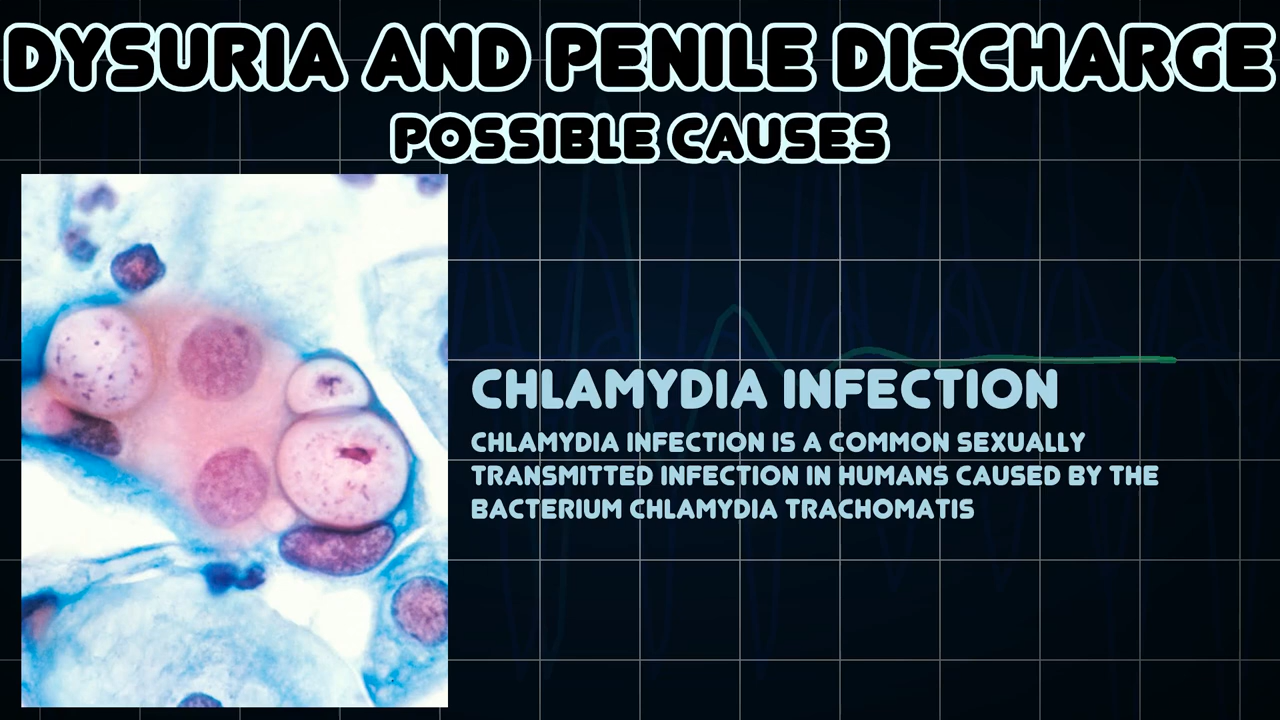 DYSURIA AND PENILE DISCHARGE
POSSIBLE CAUSES
CHLAMYDIA INFECTION
CHLAMYDIA INFECTION IS A COMMON SEXUALLY
TRANSMITTED INFECTION IN HUMANS CAUSED BY THE
BACTERIUM CHLAMYDIA TRACHOMATIS